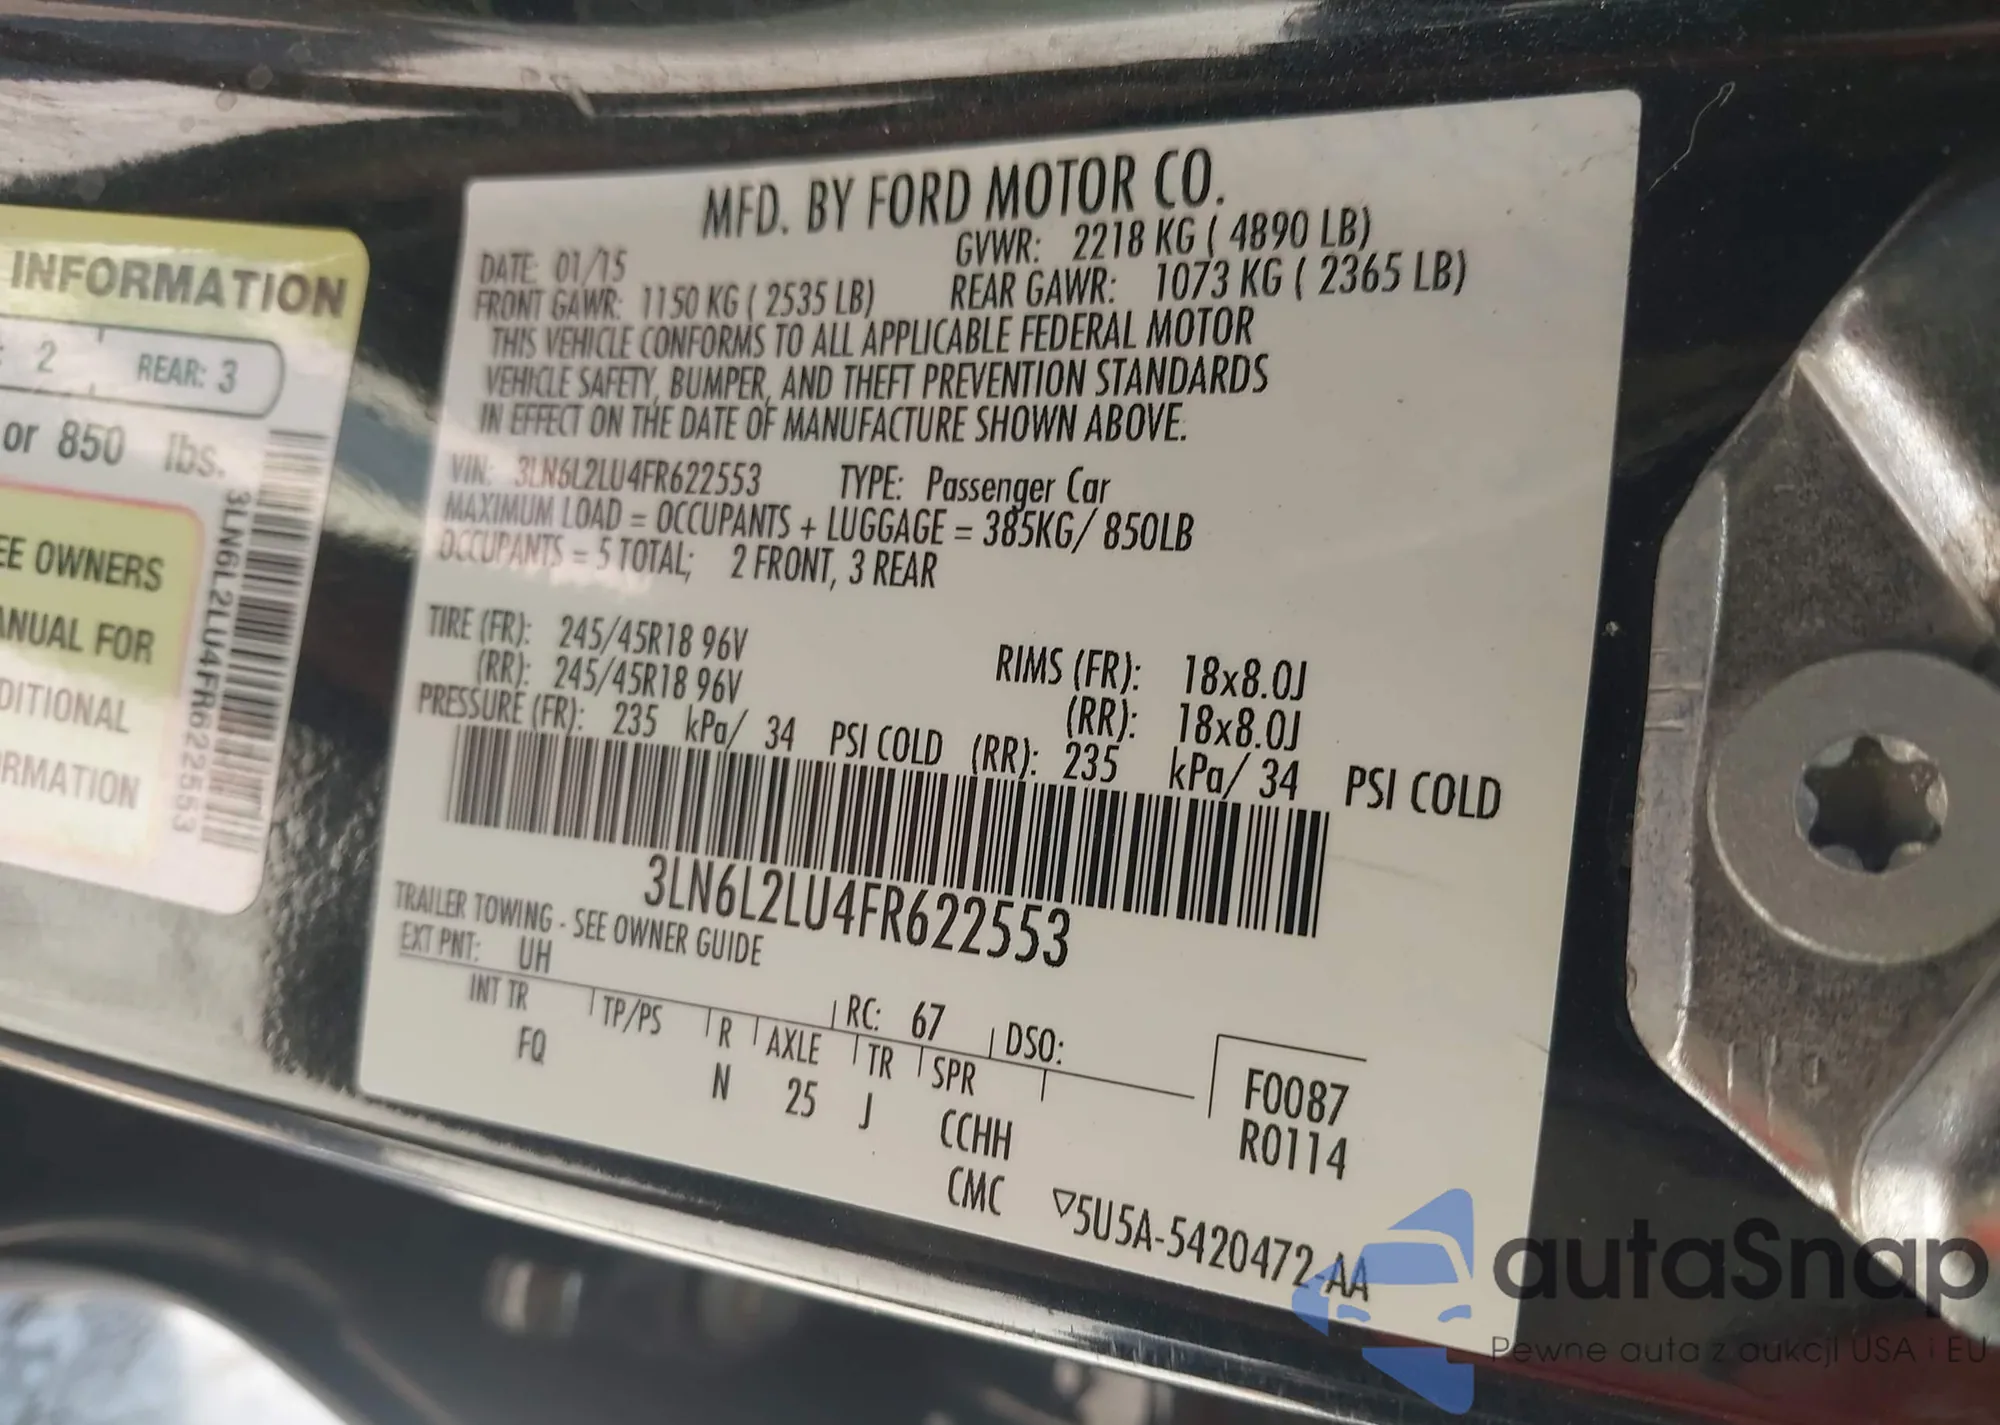 INFORMATION
2 REAR: 3
or 850 lbs.
EE OWNERS
ANUAL FOR
DITIONAL
RMATION
3LN6L2LU4FR622553
MFD. BY FORD MOTOR CO.
DATE: 01/15 GVWR: 2218 KG ( 4890 LB)
FRONT GAWR: 1150 KG ( 2535 LB) REAR GAWR: 1073 KG ( 2365 LB)
THIS VEHICLE CONFORMS TO ALL APPLICABLE FEDERAL MOTOR
VEHICLE SAFETY, BUMPER, AND THEFT PREVENTION STANDARDS
IN EFFECT ON THE DATE OF MANUFACTURE SHOWN ABOVE.
VIN: 3LN6L2LU4FR622553 TYPE: Passenger Car
MAXIMUM LOAD = OCCUPANTS + LUGGAGE = 385KG/ 850LB
OCCUPANTS = 5 TOTAL; 2 FRONT, 3 REAR
TIRE (FR): 245/45R18 96V RIMS (FR): 18x8.0J
(RR): 245/45R18 96V (RR): 18x8.0J
PRESSURE (FR): 235 kPa/ 34 PSI COLD (RR): 235 kPa/ 34 PSI COLD
3LN6L2LU4FR622553
TRAILER TOWING - SEE OWNER GUIDE
EXT PNT: UH RC: 67 DSO:
INT TR TP/PS R AXLE TR SPR
FQ N 25 J CCHH
CMC
F0087
R0114
▽5U5A-5420472-AA
autaSnap
Pewne auta z aukcji USA i EU